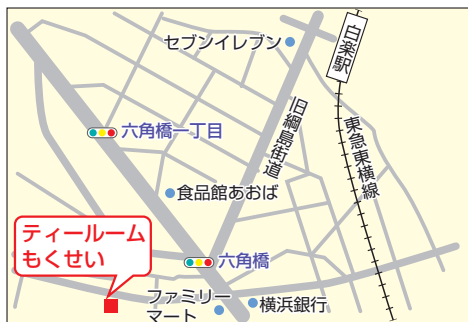 セブンイレブン
白楽駅
旧綱島街道
東急東横線
六角橋一丁目
食品館あおば
ティールーム
もくせい
六角橋
ファミリー
マート
横浜銀行